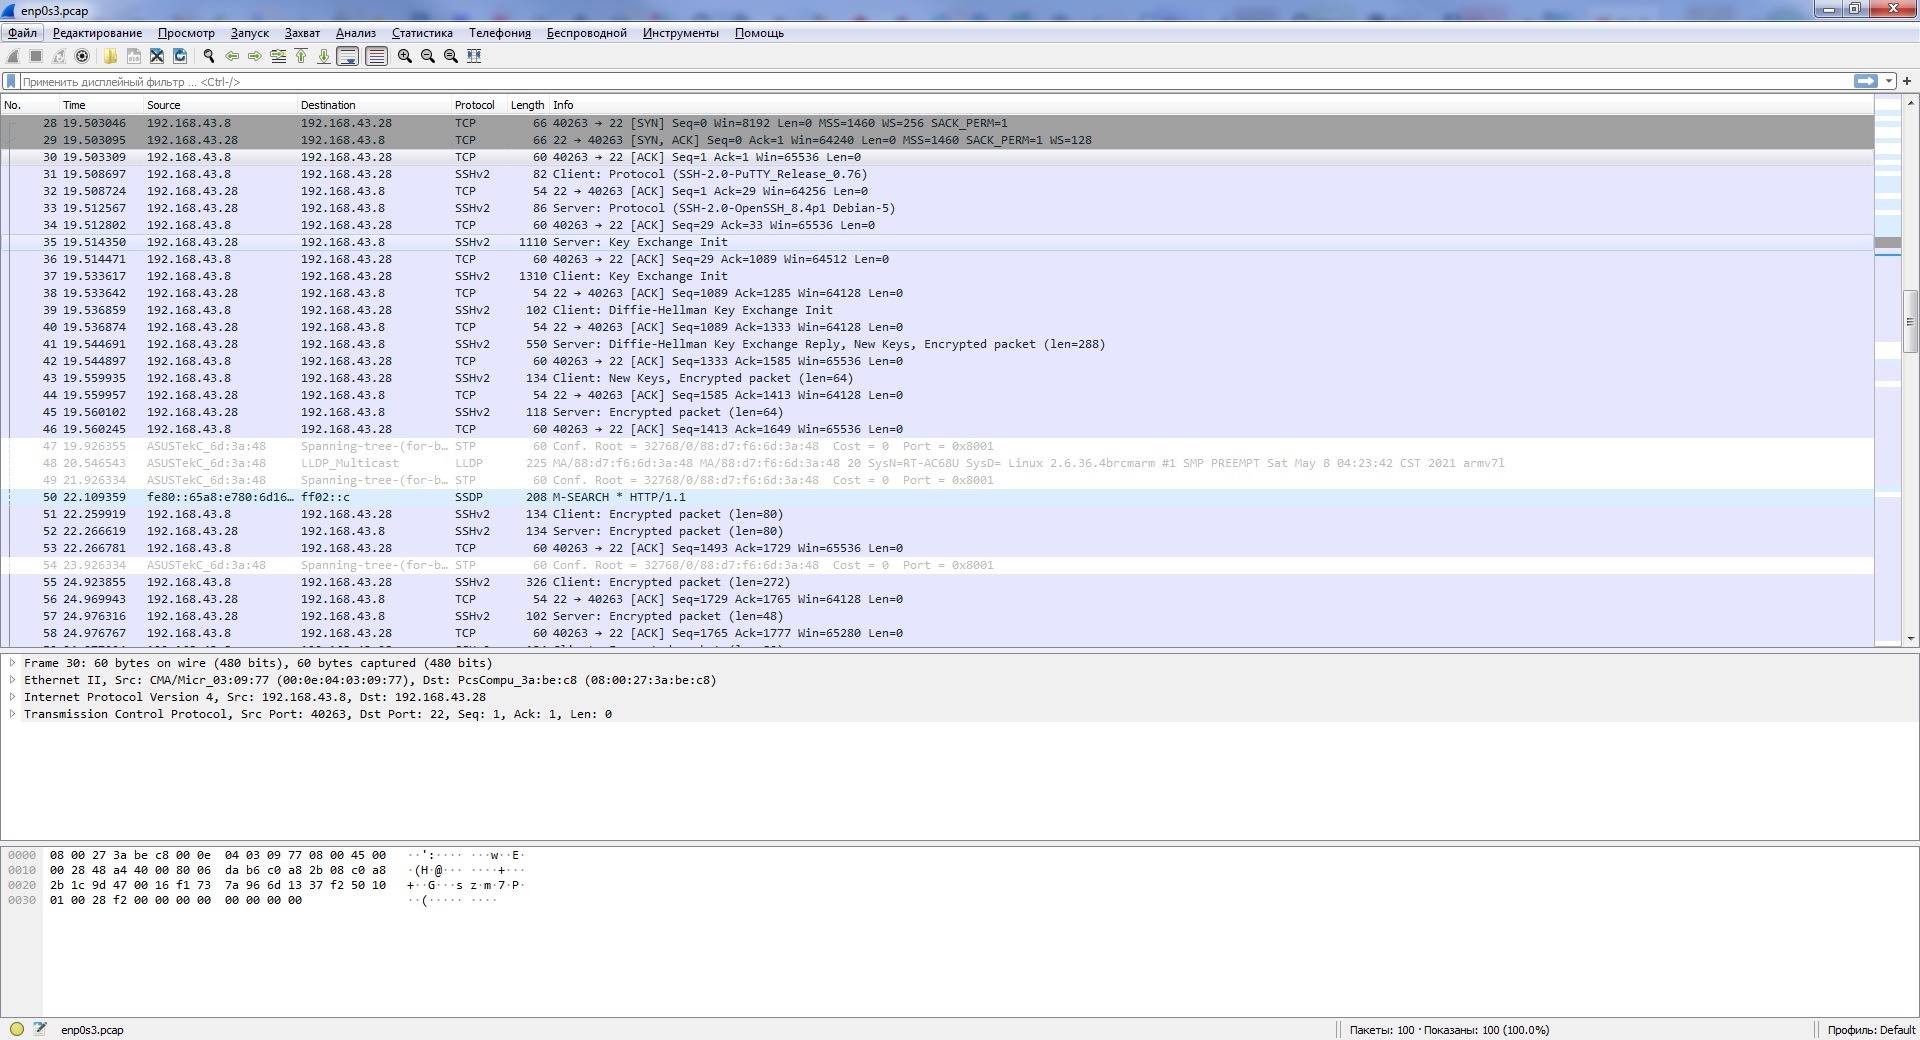 enp0s3.pcap
Файл Редактирование Просмотр Запуск Захват Анализ Статистика Телефония Беспроводной Инструменты Помощь
Применить дисплейный фильтр ... <Ctrl-/>
No. Time Source Destination Protocol Length Info
28 19.503046 192.168.43.8 192.168.43.28 TCP 66 40263 → 22 [SYN] Seq=0 Win=8192 Len=0 MSS=1460 WS=256 SACK_PERM=1
29 19.503095 192.168.43.28 192.168.43.8 TCP 66 22 → 40263 [SYN, ACK] Seq=0 Ack=1 Win=64240 Len=0 MSS=1460 SACK_PERM=1 WS=128
30 19.503309 192.168.43.8 192.168.43.28 TCP 60 40263 → 22 [ACK] Seq=1 Ack=1 Win=65536 Len=0
31 19.508697 192.168.43.8 192.168.43.28 SSHv2 82 Client: Protocol (SSH-2.0-PuTTY_Release_0.76)
32 19.508724 192.168.43.28 192.168.43.8 TCP 54 22 → 40263 [ACK] Seq=1 Ack=29 Win=64256 Len=0
33 19.512567 192.168.43.28 192.168.43.8 SSHv2 86 Server: Protocol (SSH-2.0-OpenSSH_8.4p1 Debian-5)
34 19.512802 192.168.43.8 192.168.43.28 TCP 60 40263 → 22 [ACK] Seq=29 Ack=33 Win=65536 Len=0
35 19.514350 192.168.43.28 192.168.43.8 SSHv2 1110 Server: Key Exchange Init
36 19.514471 192.168.43.8 192.168.43.28 TCP 60 40263 → 22 [ACK] Seq=29 Ack=1089 Win=64512 Len=0
37 19.533617 192.168.43.8 192.168.43.28 SSHv2 1310 Client: Key Exchange Init
38 19.533642 192.168.43.28 192.168.43.8 TCP 54 22 → 40263 [ACK] Seq=1089 Ack=1285 Win=64128 Len=0
39 19.536859 192.168.43.8 192.168.43.28 SSHv2 102 Client: Diffie-Hellman Key Exchange Init
40 19.536874 192.168.43.28 192.168.43.8 TCP 54 22 → 40263 [ACK] Seq=1089 Ack=1333 Win=64128 Len=0
41 19.544691 192.168.43.28 192.168.43.8 SSHv2 550 Server: Diffie-Hellman Key Exchange Reply, New Keys, Encrypted packet (len=288)
42 19.544897 192.168.43.8 192.168.43.28 TCP 60 40263 → 22 [ACK] Seq=1333 Ack=1585 Win=65536 Len=0
43 19.559935 192.168.43.8 192.168.43.28 SSHv2 134 Client: New Keys, Encrypted packet (len=64)
44 19.559957 192.168.43.28 192.168.43.8 TCP 54 22 → 40263 [ACK] Seq=1585 Ack=1413 Win=64128 Len=0
45 19.560102 192.168.43.28 192.168.43.8 SSHv2 118 Server: Encrypted packet (len=64)
46 19.560245 192.168.43.8 192.168.43.28 TCP 60 40263 → 22 [ACK] Seq=1413 Ack=1649 Win=65536 Len=0
47 19.926355 ASUSTekC_6d:3a:48 Spanning-tree-(for-b… STP 60 Conf. Root = 32768/0/88:d7:f6:6d:3a:48 Cost = 0 Port = 0x8001
48 20.546543 ASUSTekC_6d:3a:48 LLDP_Multicast LLDP 225 MA/88:d7:f6:6d:3a:48 MA/88:d7:f6:6d:3a:48 20 SysN=RT-AC68U SysD= Linux 2.6.36.4brcmarm #1 SMP PREEMPT Sat May 8 04:23:42 CST 2021 armv7l
49 21.926334 ASUSTekC_6d:3a:48 Spanning-tree-(for-b… STP 60 Conf. Root = 32768/0/88:d7:f6:6d:3a:48 Cost = 0 Port = 0x8001
50 22.109359 fe80::65a8:e780:6d16… ff02::c SSDP 208 M-SEARCH * HTTP/1.1
51 22.259919 192.168.43.8 192.168.43.28 SSHv2 134 Client: Encrypted packet (len=80)
52 22.266619 192.168.43.28 192.168.43.8 SSHv2 134 Server: Encrypted packet (len=80)
53 22.266781 192.168.43.8 192.168.43.28 TCP 60 40263 → 22 [ACK] Seq=1493 Ack=1729 Win=65536 Len=0
54 23.926334 ASUSTekC_6d:3a:48 Spanning-tree-(for-b… STP 60 Conf. Root = 32768/0/88:d7:f6:6d:3a:48 Cost = 0 Port = 0x8001
55 24.923855 192.168.43.8 192.168.43.28 SSHv2 326 Client: Encrypted packet (len=272)
56 24.969943 192.168.43.28 192.168.43.8 TCP 54 22 → 40263 [ACK] Seq=1729 Ack=1765 Win=64128 Len=0
57 24.976316 192.168.43.28 192.168.43.8 SSHv2 102 Server: Encrypted packet (len=48)
58 24.976767 192.168.43.8 192.168.43.28 TCP 60 40263 → 22 [ACK] Seq=1765 Ack=1777 Win=65280 Len=0
Frame 30: 60 bytes on wire (480 bits), 60 bytes captured (480 bits)
Ethernet II, Src: CMA/Micr_03:09:77 (00:0e:04:03:09:77), Dst: PcsCompu_3a:be:c8 (08:00:27:3a:be:c8)
Internet Protocol Version 4, Src: 192.168.43.8, Dst: 192.168.43.28
Transmission Control Protocol, Src Port: 40263, Dst Port: 22, Seq: 1, Ack: 1, Len: 0
0000 08 00 27 3a be c8 00 0e 04 03 09 77 08 00 45 00 ··':···· ···w··E·
0010 00 28 48 a4 40 00 80 06 da b6 c0 a8 2b 08 c0 a8 ·(H·@··· ····+···
0020 2b 1c 9d 47 00 16 f1 73 7a 96 6d 13 37 f2 50 10 +··G···s z·m·7·P·
0030 01 00 28 f2 00 00 00 00 00 00 00 00 ··(····· ····
enp0s3.pcap Пакеты: 100 · Показаны: 100 (100.0%) Профиль: Default